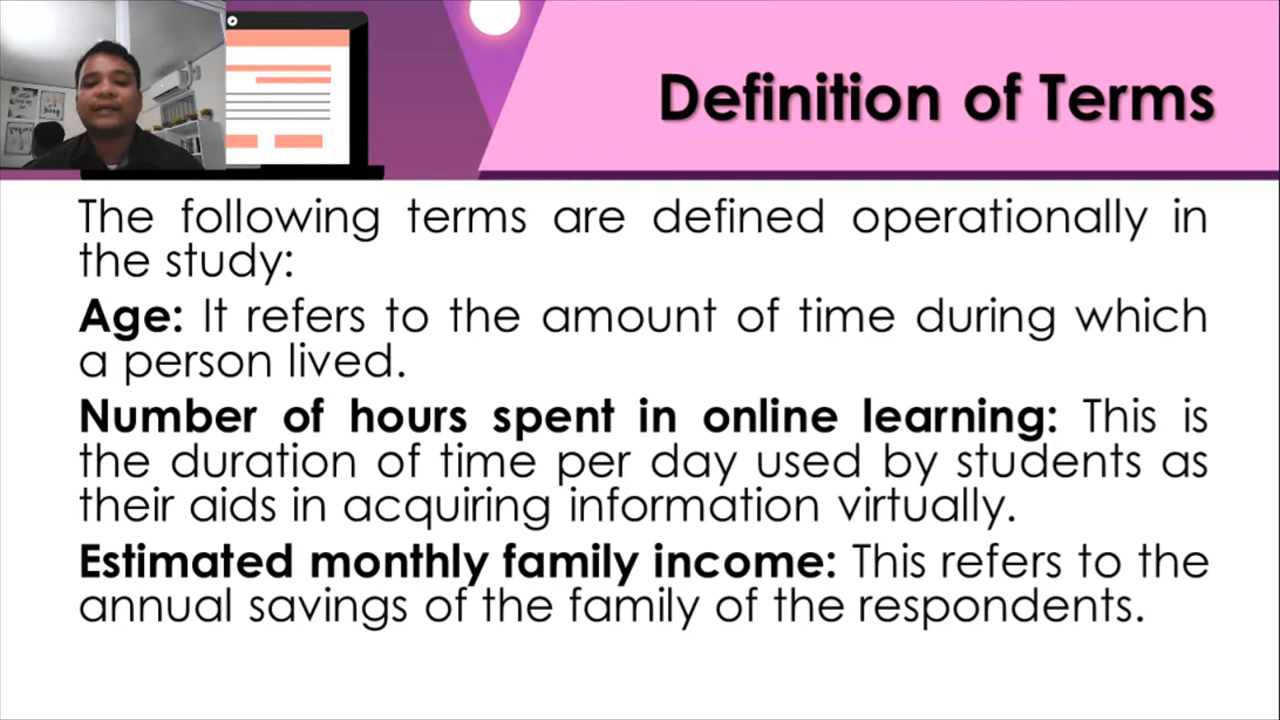 Definition of Terms
The following terms are defined operationally in
the study:
Age: It refers to the amount of time during which
a person lived.
Number of hours spent in online learning: This is
the duration of time per day used by students as
their aids in acquiring information virtually.
Estimated monthly family income: This refers to the
annual savings of the family of the respondents.